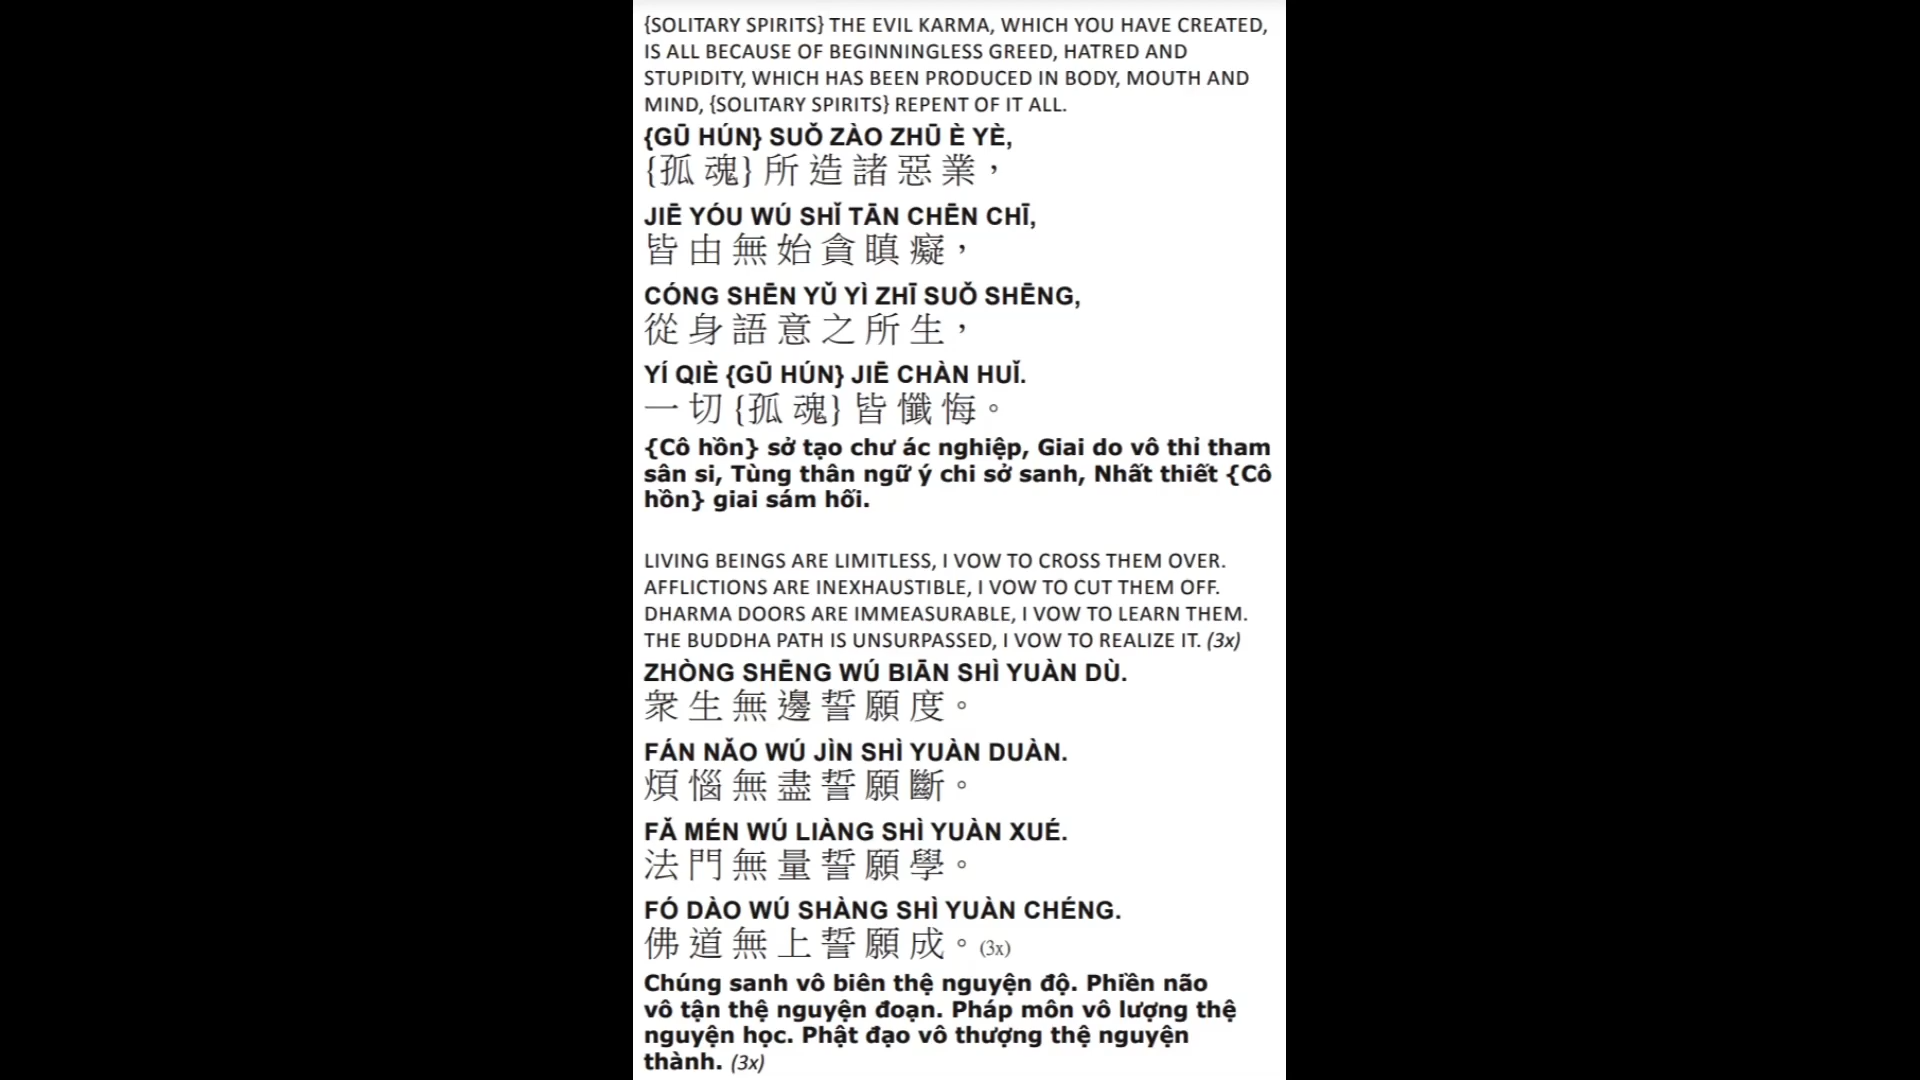 {SOLITARY SPIRITS} THE EVIL KARMA, WHICH YOU HAVE CREATED,
IS ALL BECAUSE OF BEGINNINGLESS GREED, HATRED AND
STUPIDITY, WHICH HAS BEEN PRODUCED IN BODY, MOUTH AND
MIND, {SOLITARY SPIRITS} REPENT OF IT ALL.
{GŪ HÚN} SUǑ ZÀO ZHŪ È YÈ,
{孤 魂} 所 造 諸 惡 業，
JIĒ YÓU WÚ SHǏ TĀN CHĒN CHĪ,
皆 由 無 始 貪 瞋 癡，
CÓNG SHĒN YǓ YÌ ZHĪ SUǑ SHĒNG,
從 身 語 意 之 所 生，
YÍ QIÈ {GŪ HÚN} JIĒ CHÀN HUǏ.
一 切 {孤 魂} 皆 懺 悔。
{Cô hồn} sở tạo chư ác nghiệp, Giai do vô thỉ tham
sân si, Tùng thân ngữ ý chi sở sanh, Nhất thiết {Cô
hồn} giai sám hối.
LIVING BEINGS ARE LIMITLESS, I VOW TO CROSS THEM OVER.
AFFLICTIONS ARE INEXHAUSTIBLE, I VOW TO CUT THEM OFF.
DHARMA DOORS ARE IMMEASURABLE, I VOW TO LEARN THEM.
THE BUDDHA PATH IS UNSURPASSED, I VOW TO REALIZE IT. (3x)
ZHÒNG SHĒNG WÚ BIĀN SHÌ YUÀN DÙ.
眾 生 無 邊 誓 願 度。
FÁN NǍO WÚ JÌN SHÌ YUÀN DUÀN.
煩 惱 無 盡 誓 願 斷。
FǍ MÉN WÚ LIÀNG SHÌ YUÀN XUÉ.
法 門 無 量 誓 願 學。
FÓ DÀO WÚ SHÀNG SHÌ YUÀN CHÉNG.
佛 道 無 上 誓 願 成。(3x)
Chúng sanh vô biên thệ nguyện độ. Phiền não
vô tận thệ nguyện đoạn. Pháp môn vô lượng thệ
nguyện học. Phật đạo vô thượng thệ nguyện
thành. (3x)